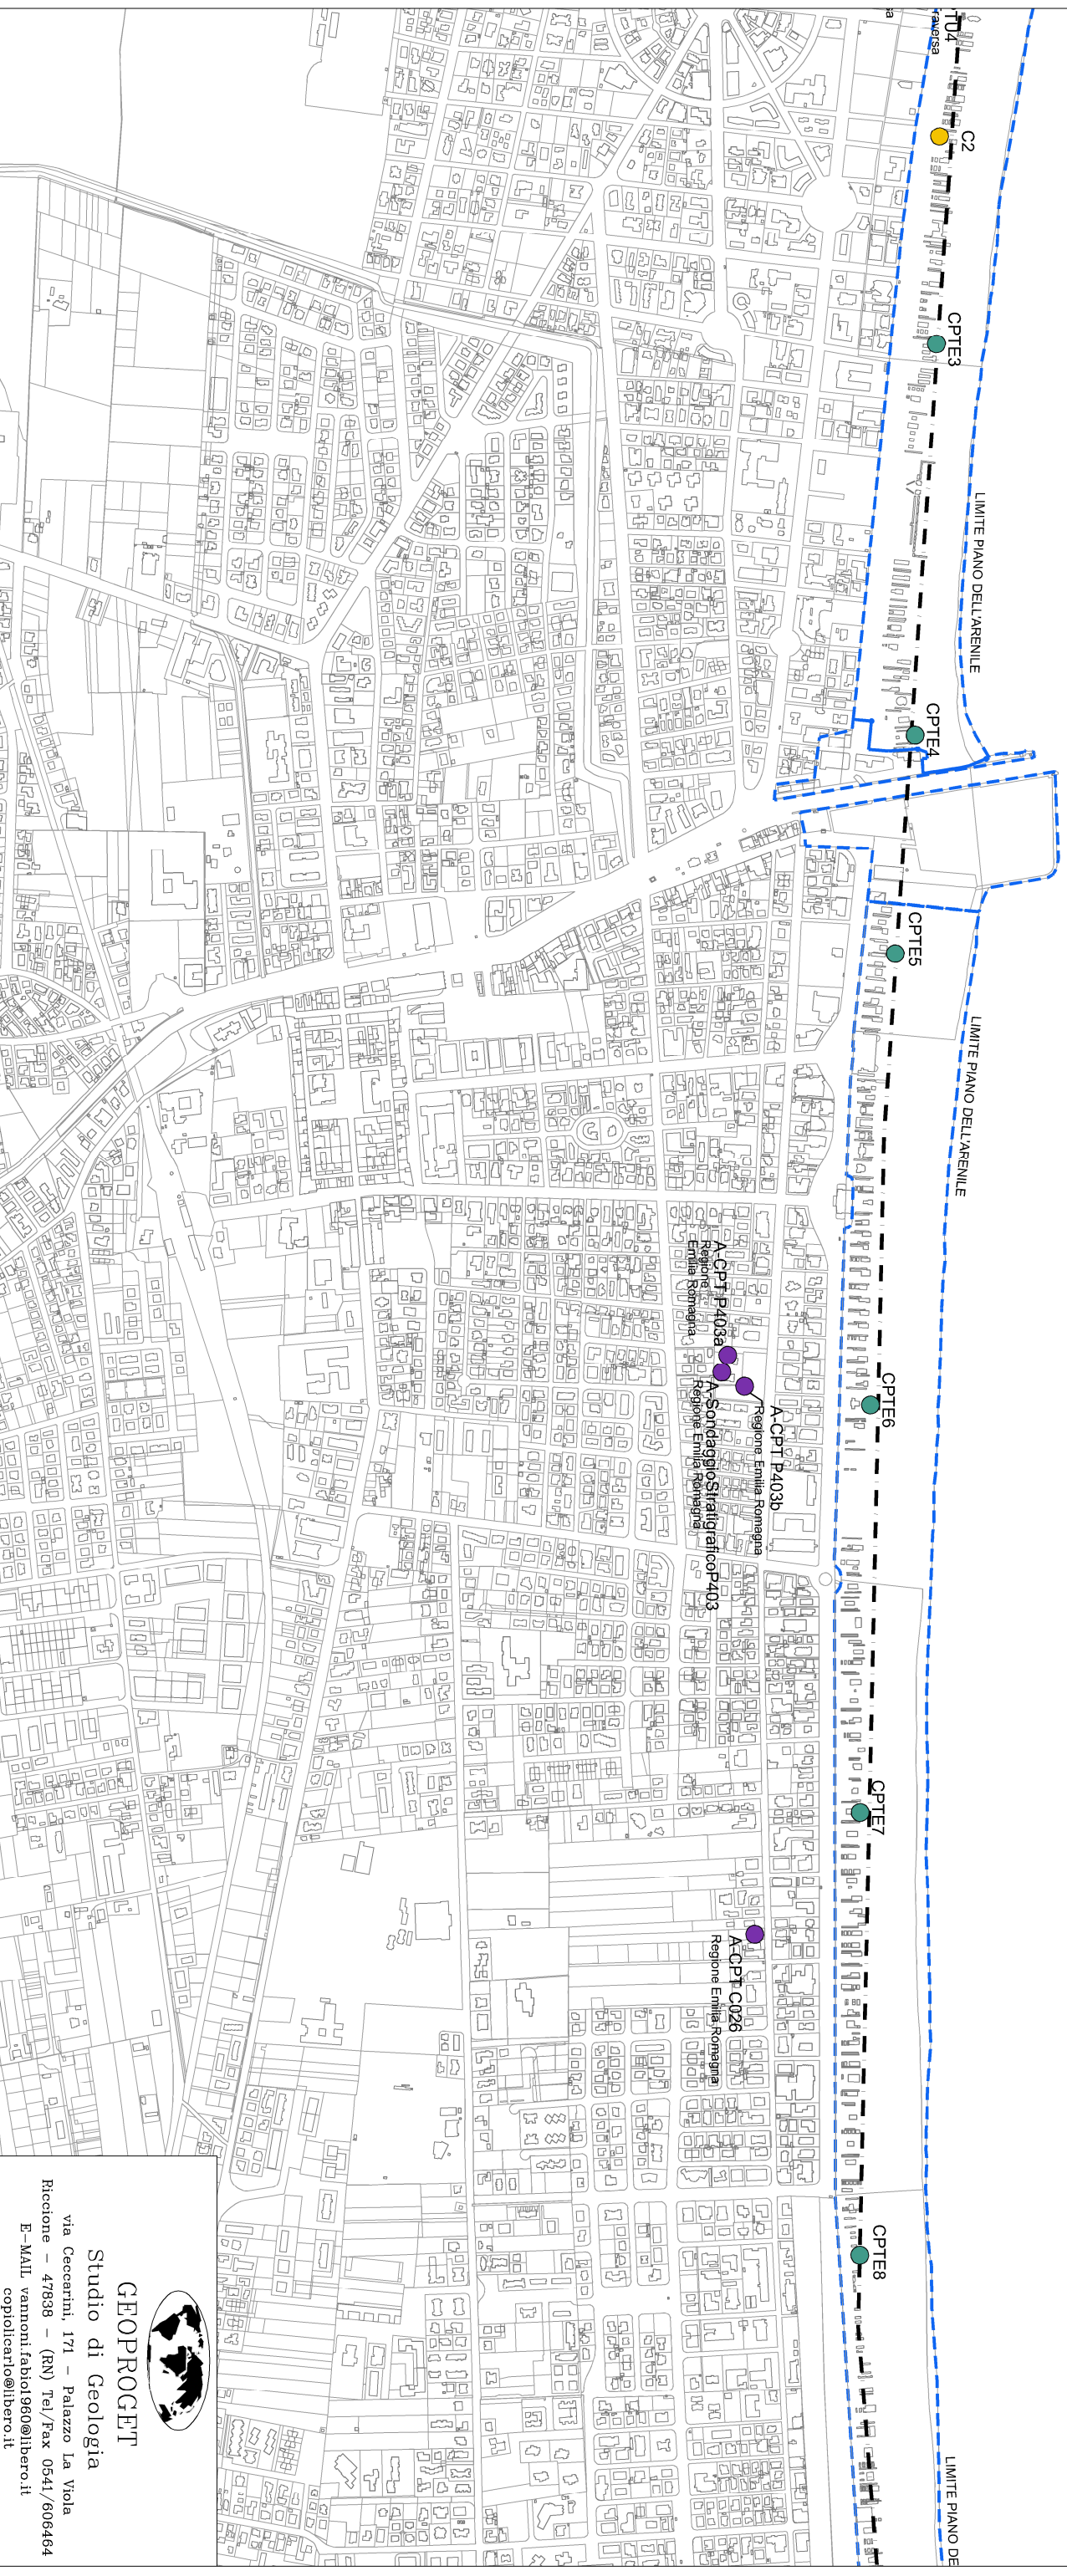 TU4
raversa
sa
C2
CPTE3
LIMITE PIANO DELL'ARENILE
CPTE4
CPTE5
LIMITE PIANO DELL'ARENILE
A-CPT P403a
Regione
Emilia Romagna
A-CPT P403b
Regione Emilia Romagna
A-SondaggioStratigraficoP403
Regione Emilia Romagna
CPTE6
CPTE7
A-CPT C026
Regione Emilia Romagna
CPTE8
LIMITE PIANO DE
GEOPROGET
Studio di Geologia
via Ceccarini, 171 - Palazzo La Viola
Riccione - 47838 - (RN) Tel/Fax 0541/606464
E-MAIL vannoni.fabio1960@libero.it
copiolicarlo@libero.it